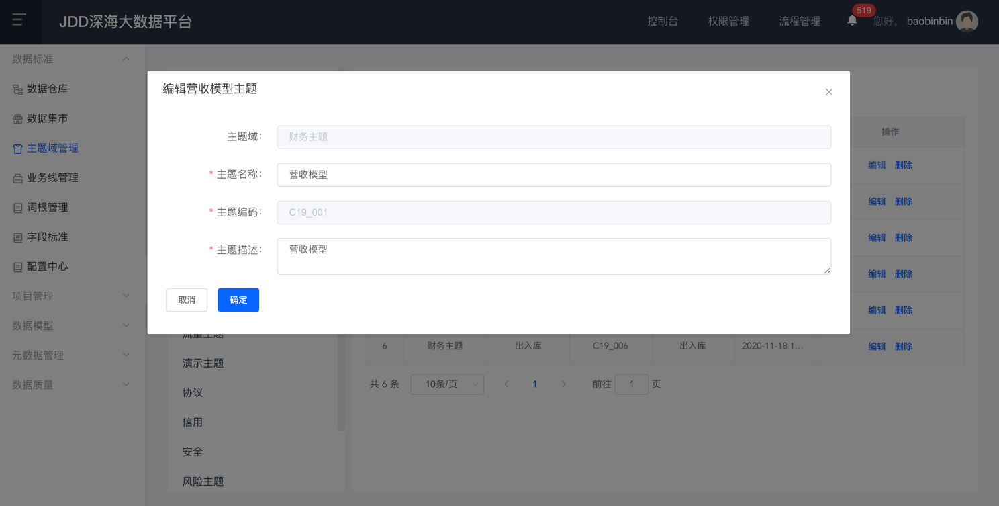 JDD深海大数据平台
控制台
权限管理
流程管理
519
您好,
baobinbin
数据标准
数据仓库
数据集市
主题域管理
业务线管理
词根管理
字段标准
配置中心
项目管理
数据模型
元数据管理
数据质量
编辑营收模型主题
主题域:
财务主题
* 主题名称:
营收模型
* 主题编码:
C19_001
* 主题描述:
营收模型
取消
确定
操作
编辑 删除
编辑 删除
编辑 删除
编辑 删除
编辑 删除
6 财务主题 出入库 C19_006 出入库 2020-11-18 1... 编辑 删除
共 6 条 10条/页 1 前往 1 页
流量主题
演示主题
协议
信用
安全
风险主题